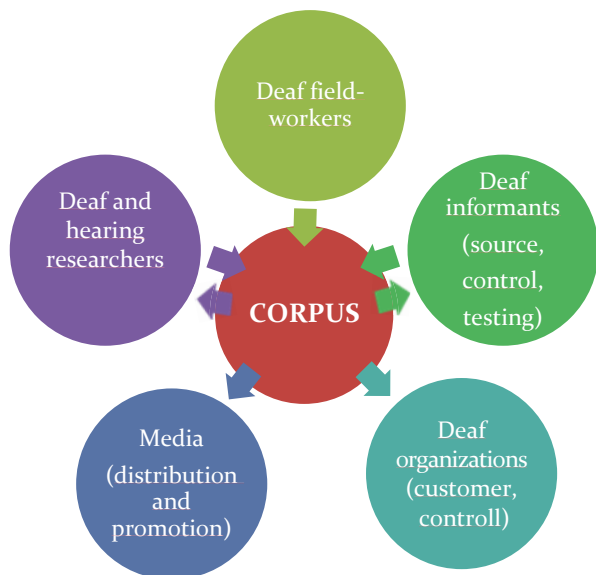 Deaf field-
workers
Deaf and
hearing
researchers
Deaf
informants
(source,
control,
testing)
CORPUS
Media
(distribution
and
promotion)
Deaf
organizations
(customer,
controll)